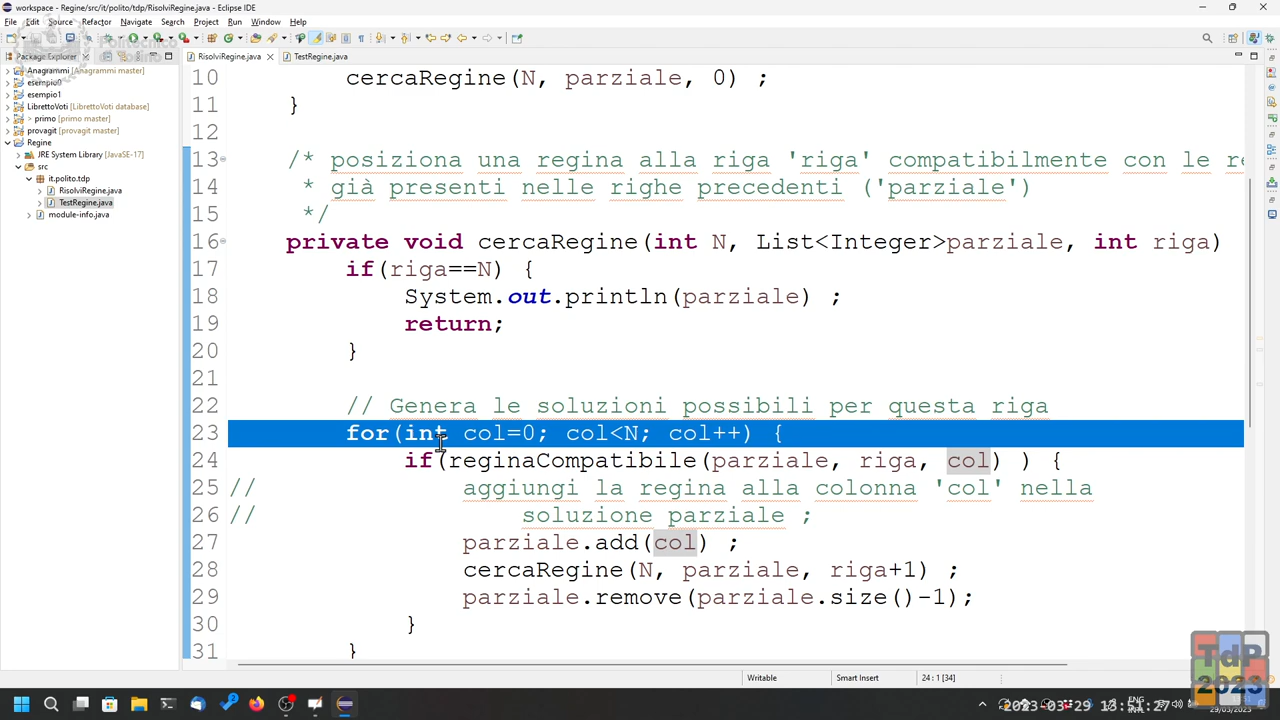 workspace - Regine/src/it/polito/tdp/RisolviRegine.java - Eclipse IDE
File Edit Source Refactor Navigate Search Project Run Window Help
Package Explorer
RisolviRegine.java
TestRegine.java
Anagrammi [Anagrammi master]
esempio0
esempio1
LibrettoVoti [LibrettoVoti database]
> primo [primo master]
provagit [provagit master]
Regine
JRE System Library [JavaSE-17]
src
it.polito.tdp
RisolviRegine.java
TestRegine.java
module-info.java
10 cercaRegine(N, parziale, 0) ;
11 }
12
13 /* posiziona una regina alla riga 'riga' compatibilmente con le re
14 * già presenti nelle righe precedenti ('parziale')
15 */
16 private void cercaRegine(int N, List<Integer>parziale, int riga)
17 if(riga==N) {
18 System.out.println(parziale) ;
19 return;
20 }
21
22 // Genera le soluzioni possibili per questa riga
23 for(int col=0; col<N; col++) {
24 if(reginaCompatibile(parziale, riga, col) ) {
25 // aggiungi la regina alla colonna 'col' nella
26 // soluzione parziale ;
27 parziale.add(col) ;
28 cercaRegine(N, parziale, riga+1) ;
29 parziale.remove(parziale.size()-1);
30 }
31 }
Writable Smart Insert 24 : 1 [34]
TdP
2023
ENG
2023-03-29 13:51:27